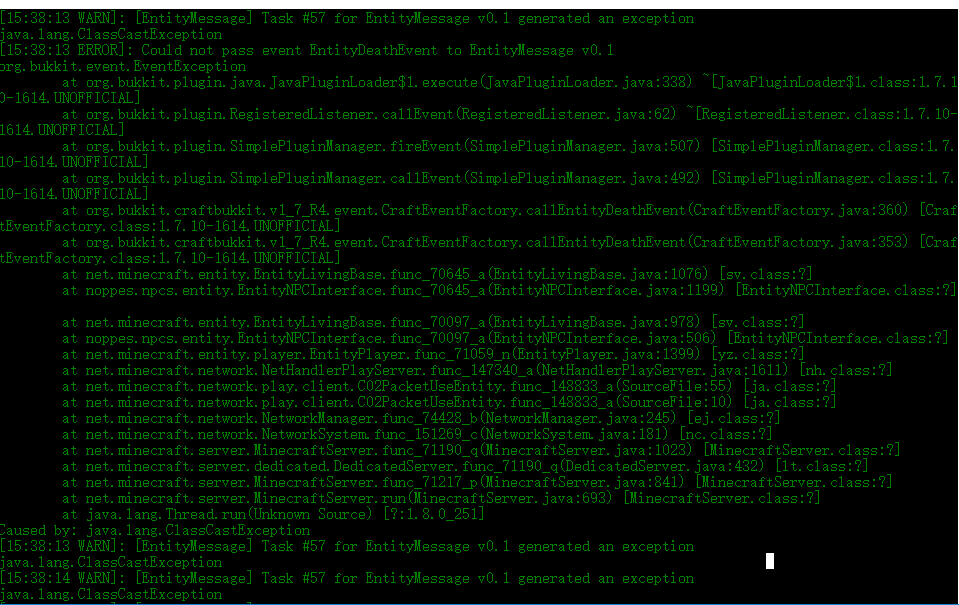 [15:38:13 WARN]: [EntityMessage] Task #57 for EntityMessage v0.1 generated an exception
java.lang.ClassCastException
[15:38:13 ERROR]: Could not pass event EntityDeathEvent to EntityMessage v0.1
org.bukkit.event.EventException
at org.bukkit.plugin.java.JavaPluginLoader$1.execute(JavaPluginLoader.java:338) ~[JavaPluginLoader$1.class:1.7.1
0-1614.UNOFFICIAL]
at org.bukkit.plugin.RegisteredListener.callEvent(RegisteredListener.java:62) ~[RegisteredListener.class:1.7.10-
1614.UNOFFICIAL]
at org.bukkit.plugin.SimplePluginManager.fireEvent(SimplePluginManager.java:507) [SimplePluginManager.class:1.7.
10-1614.UNOFFICIAL]
at org.bukkit.plugin.SimplePluginManager.callEvent(SimplePluginManager.java:492) [SimplePluginManager.class:1.7.
10-1614.UNOFFICIAL]
at org.bukkit.craftbukkit.v1_7_R4.event.CraftEventFactory.callEntityDeathEvent(CraftEventFactory.java:360) [Craf
tEventFactory.class:1.7.10-1614.UNOFFICIAL]
at org.bukkit.craftbukkit.v1_7_R4.event.CraftEventFactory.callEntityDeathEvent(CraftEventFactory.java:353) [Craf
tEventFactory.class:1.7.10-1614.UNOFFICIAL]
at net.minecraft.entity.EntityLivingBase.func_70645_a(EntityLivingBase.java:1076) [sv.class:?]
at noppes.npcs.entity.EntityNPCInterface.func_70645_a(EntityNPCInterface.java:1199) [EntityNPCInterface.class:?]
at net.minecraft.entity.EntityLivingBase.func_70097_a(EntityLivingBase.java:978) [sv.class:?]
at noppes.npcs.entity.EntityNPCInterface.func_70097_a(EntityNPCInterface.java:506) [EntityNPCInterface.class:?]
at net.minecraft.entity.player.EntityPlayer.func_71059_n(EntityPlayer.java:1399) [yz.class:?]
at net.minecraft.network.NetHandlerPlayServer.func_147340_a(NetHandlerPlayServer.java:1611) [nh.class:?]
at net.minecraft.network.play.client.C02PacketUseEntity.func_148833_a(SourceFile:55) [ja.class:?]
at net.minecraft.network.play.client.C02PacketUseEntity.func_148833_a(SourceFile:10) [ja.class:?]
at net.minecraft.network.NetworkManager.func_74428_b(NetworkManager.java:245) [ej.class:?]
at net.minecraft.network.NetworkSystem.func_151269_c(NetworkSystem.java:181) [nc.class:?]
at net.minecraft.server.MinecraftServer.func_71190_q(MinecraftServer.java:1023) [MinecraftServer.class:?]
at net.minecraft.server.dedicated.DedicatedServer.func_71190_q(DedicatedServer.java:432) [lt.class:?]
at net.minecraft.server.MinecraftServer.func_71217_p(MinecraftServer.java:841) [MinecraftServer.class:?]
at net.minecraft.server.MinecraftServer.run(MinecraftServer.java:693) [MinecraftServer.class:?]
at java.lang.Thread.run(Unknown Source) [?:1.8.0_251]
Caused by: java.lang.ClassCastException
[15:38:13 WARN]: [EntityMessage] Task #57 for EntityMessage v0.1 generated an exception
java.lang.ClassCastException
[15:38:14 WARN]: [EntityMessage] Task #57 for EntityMessage v0.1 generated an exception
java.lang.ClassCastException